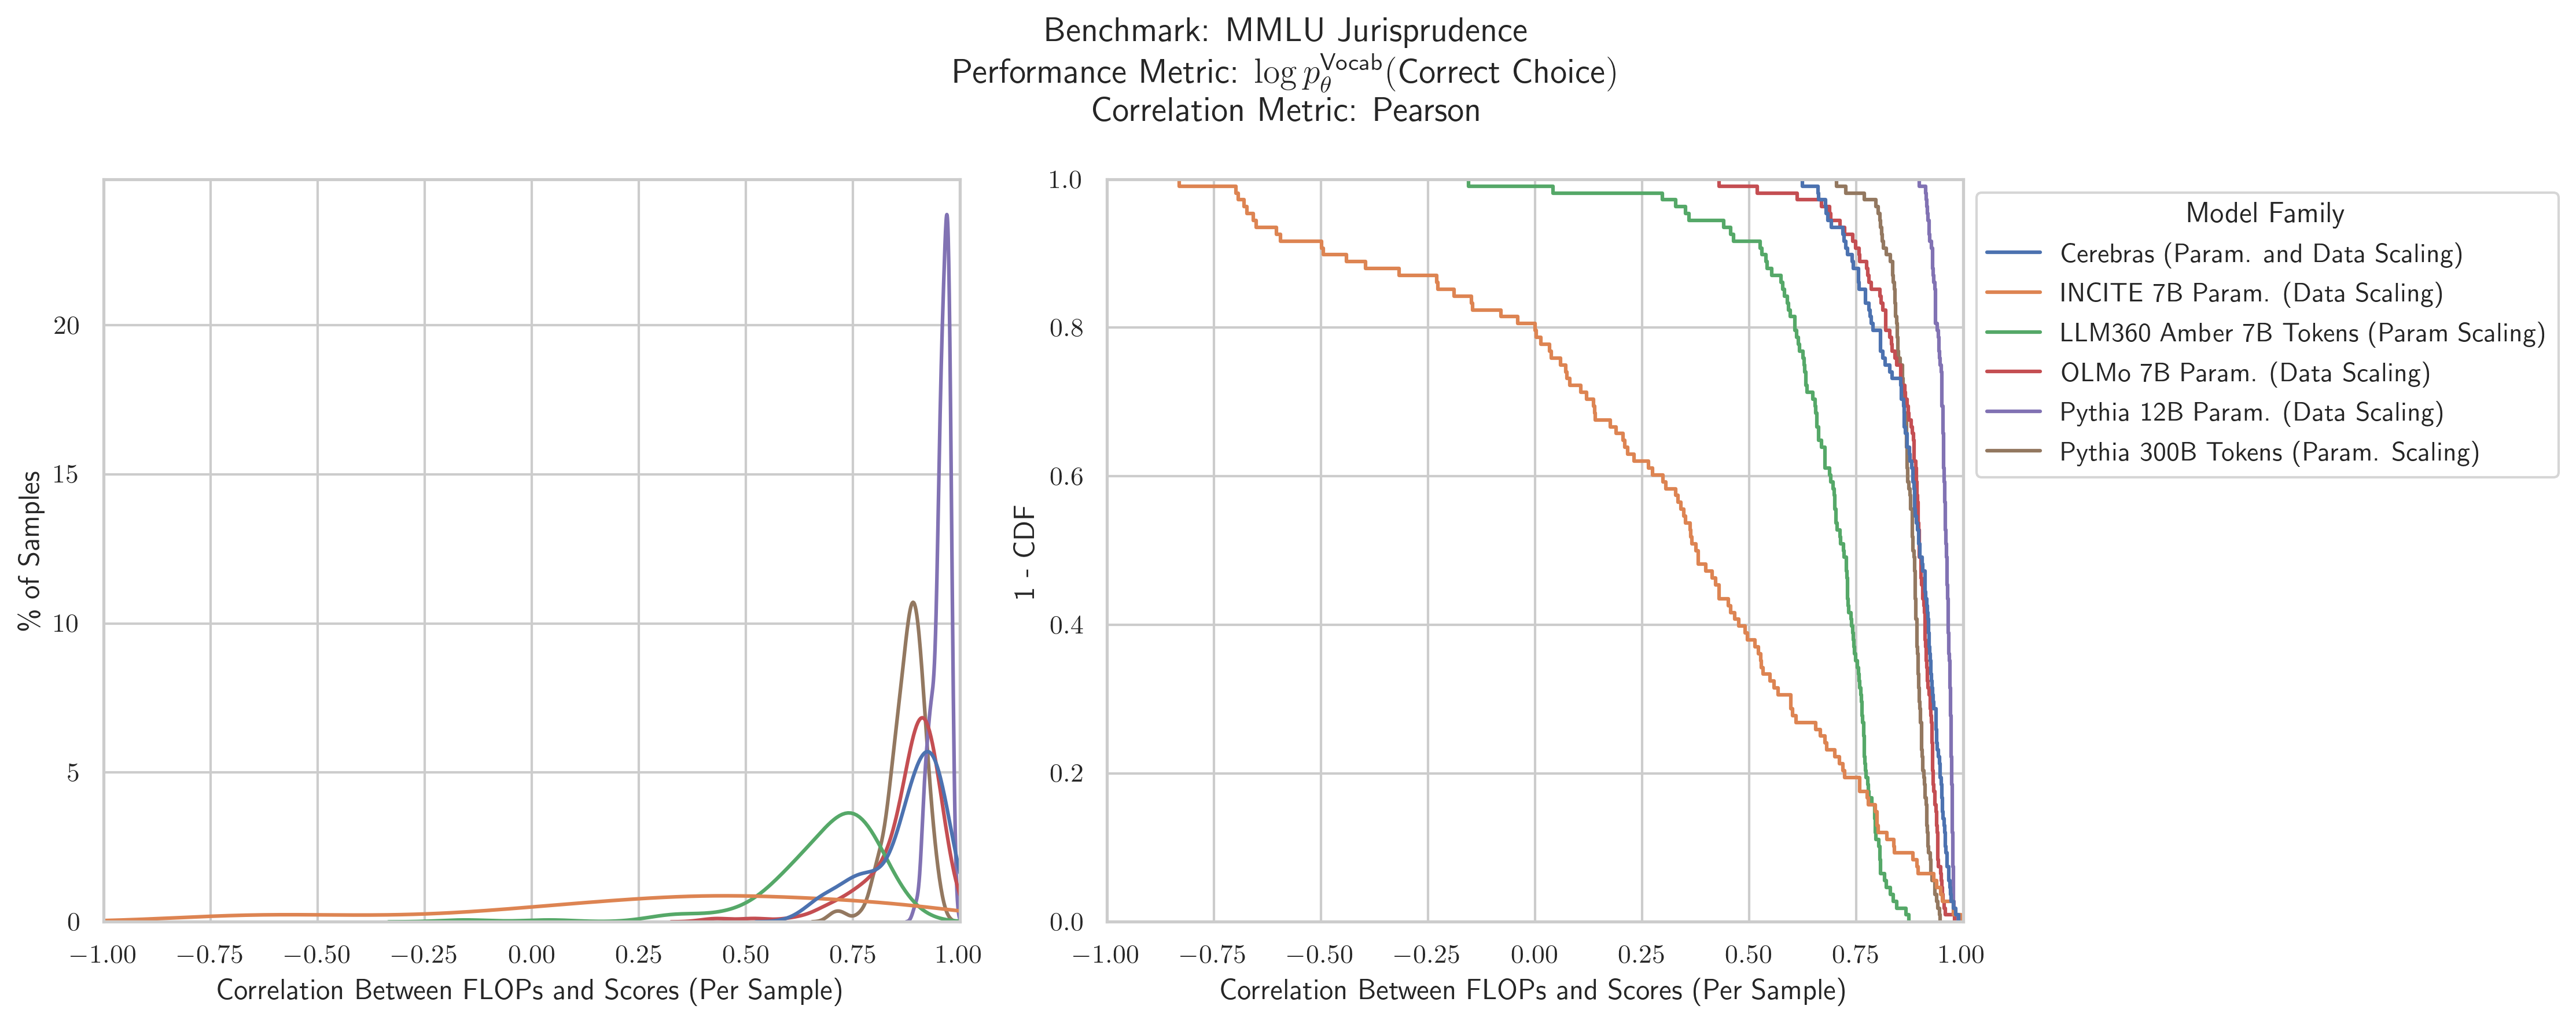 Benchmark: MMLU Jurisprudence
Performance Metric: log p_θ^Vocab(Correct Choice)
Correlation Metric: Pearson
% of Samples
20
15
10
5
0
−1.00 −0.75 −0.50 −0.25 0.00 0.25 0.50 0.75 1.00
Correlation Between FLOPs and Scores (Per Sample)
1 - CDF
1.0
0.8
0.6
0.4
0.2
0.0
−1.00 −0.75 −0.50 −0.25 0.00 0.25 0.50 0.75 1.00
Correlation Between FLOPs and Scores (Per Sample)
Model Family
Cerebras (Param. and Data Scaling)
INCITE 7B Param. (Data Scaling)
LLM360 Amber 7B Tokens (Param Scaling)
OLMo 7B Param. (Data Scaling)
Pythia 12B Param. (Data Scaling)
Pythia 300B Tokens (Param. Scaling)